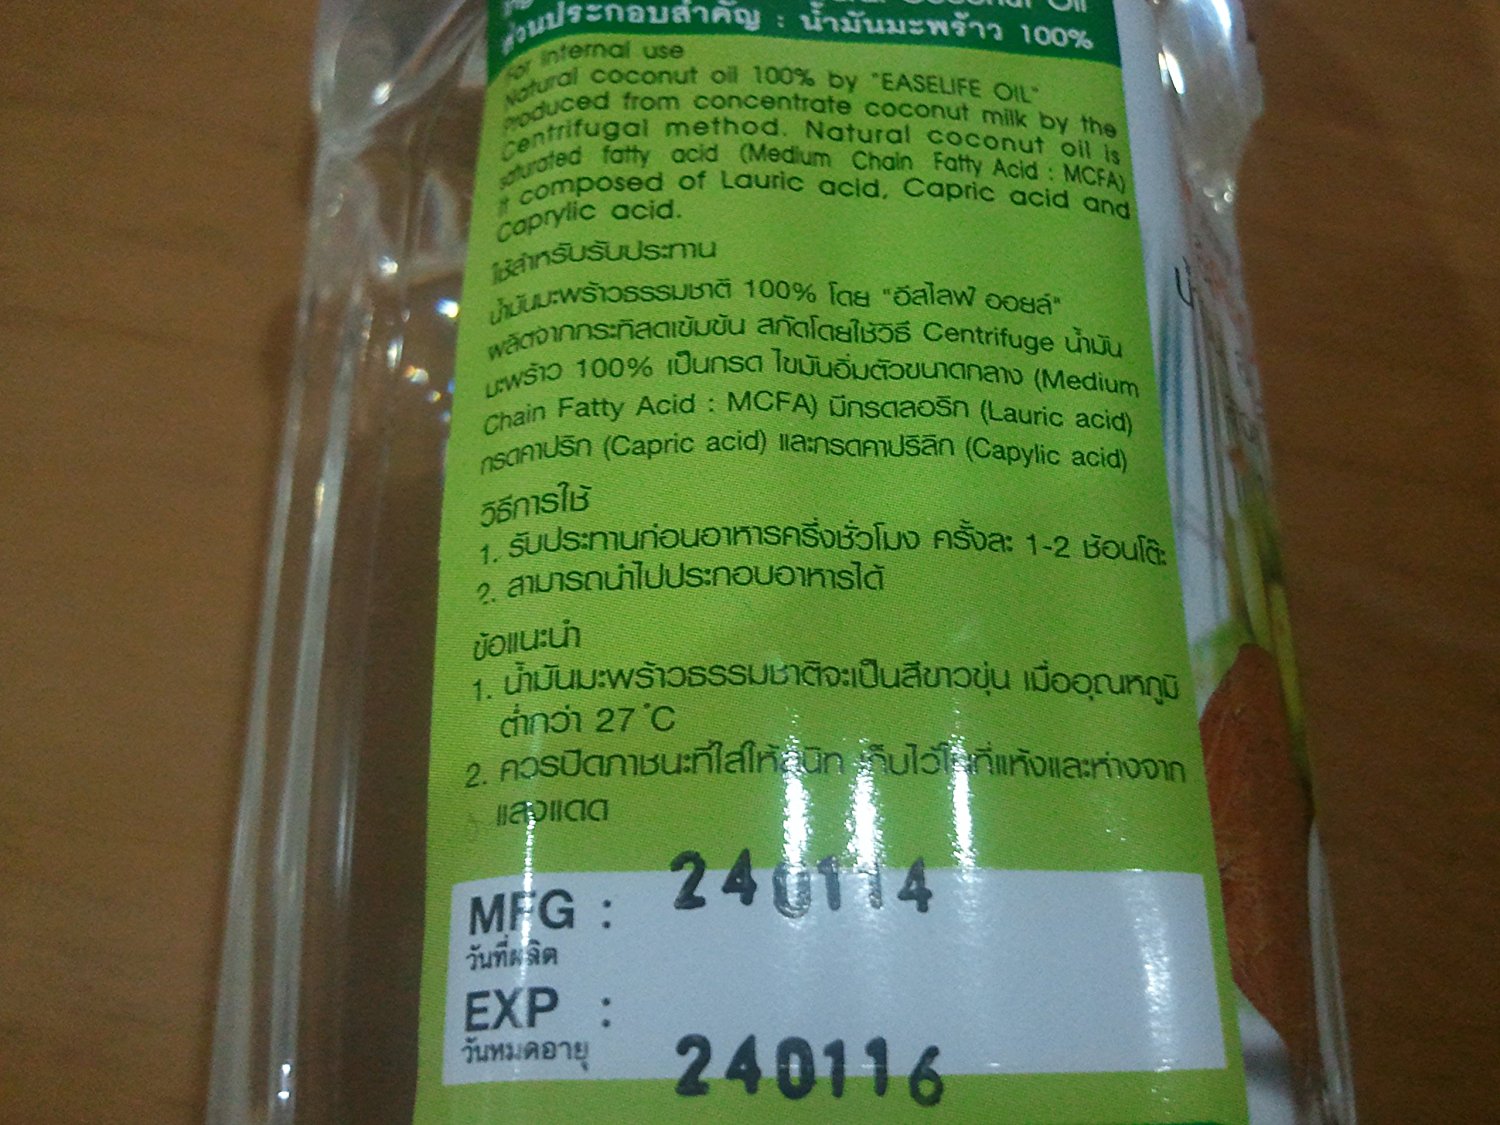 Coconut Oil
ส่วนประกอบสำคัญ : น้ำมันมะพร้าว 100%
For internal use
Natural coconut oil 100% by "EASELIFE OIL"
Produced from concentrate coconut milk by the
Centrifugal method. Natural coconut oil is
saturated fatty acid (Medium Chain Fatty Acid : MCFA)
It composed of Lauric acid, Capric acid and
Caprylic acid.
ใช้สำหรับรับประทาน
น้ำมันมะพร้าวธรรมชาติ 100% โดย "อีสไลฟ์ ออยล์"
ผลิตจากกระทิสดเข้มข้น สกัดโดยใช้วิธี Centrifuge น้ำมัน
มะพร้าว 100% เป็นกรด ไขมันอิ่มตัวขนาดกลาง (Medium
Chain Fatty Acid : MCFA) มีกรดลอริก (Lauric acid)
กรดคาปริก (Capric acid) และกรดคาปริลิก (Capylic acid)
วิธีการใช้
1. รับประทานก่อนอาหารครึ่งชั่วโมง ครั้งละ 1-2 ช้อนโต๊ะ
2. สามารถนำไปประกอบอาหารได้
ข้อแนะนำ
1. น้ำมันมะพร้าวธรรมชาติจะเป็นสีขาวขุ่น เมื่ออุณหภูมิ
ต่ำกว่า 27 °C
2. ควรปิดภาชนะที่ใส่ให้สนิท เก็บไว้ในที่แห้งและห่างจาก
แสงแดด
MFG : 240114
วันที่ผลิต
EXP :
วันหมดอายุ 240116